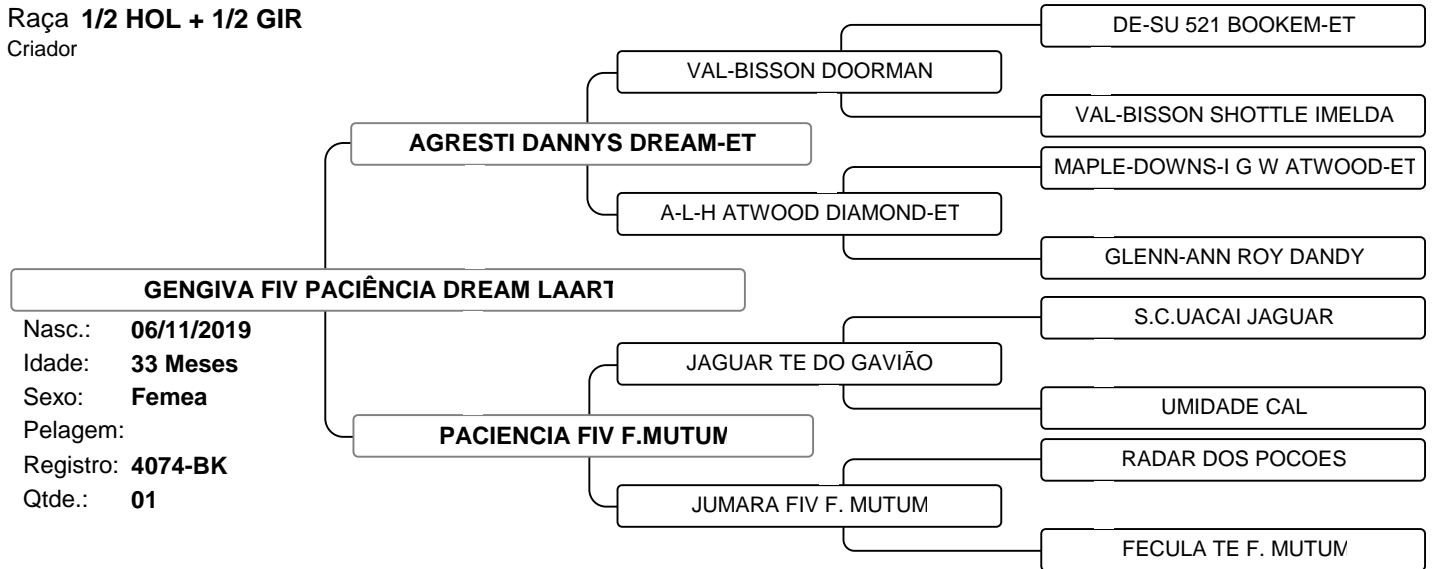 Raça 1/2 HOL + 1/2 GIR
Criador
DE-SU 521 BOOKEM-ET
VAL-BISSON DOORMAN
VAL-BISSON SHOTTLE IMELDA
AGRESTI DANNYS DREAM-ET
MAPLE-DOWNS-I G W ATWOOD-ET
A-L-H ATWOOD DIAMOND-ET
GLENN-ANN ROY DANDY
GENGIVA FIV PACIÊNCIA DREAM LAART
Nasc.: 06/11/2019
Idade: 33 Meses
Sexo: Femea
Pelagem:
Registro: 4074-BK
Qtde.: 01
S.C.UACAI JAGUAR
JAGUAR TE DO GAVIÃO
UMIDADE CAL
PACIENCIA FIV F.MUTUM
RADAR DOS POCOES
JUMARA FIV F. MUTUM
FECULA TE F. MUTUM